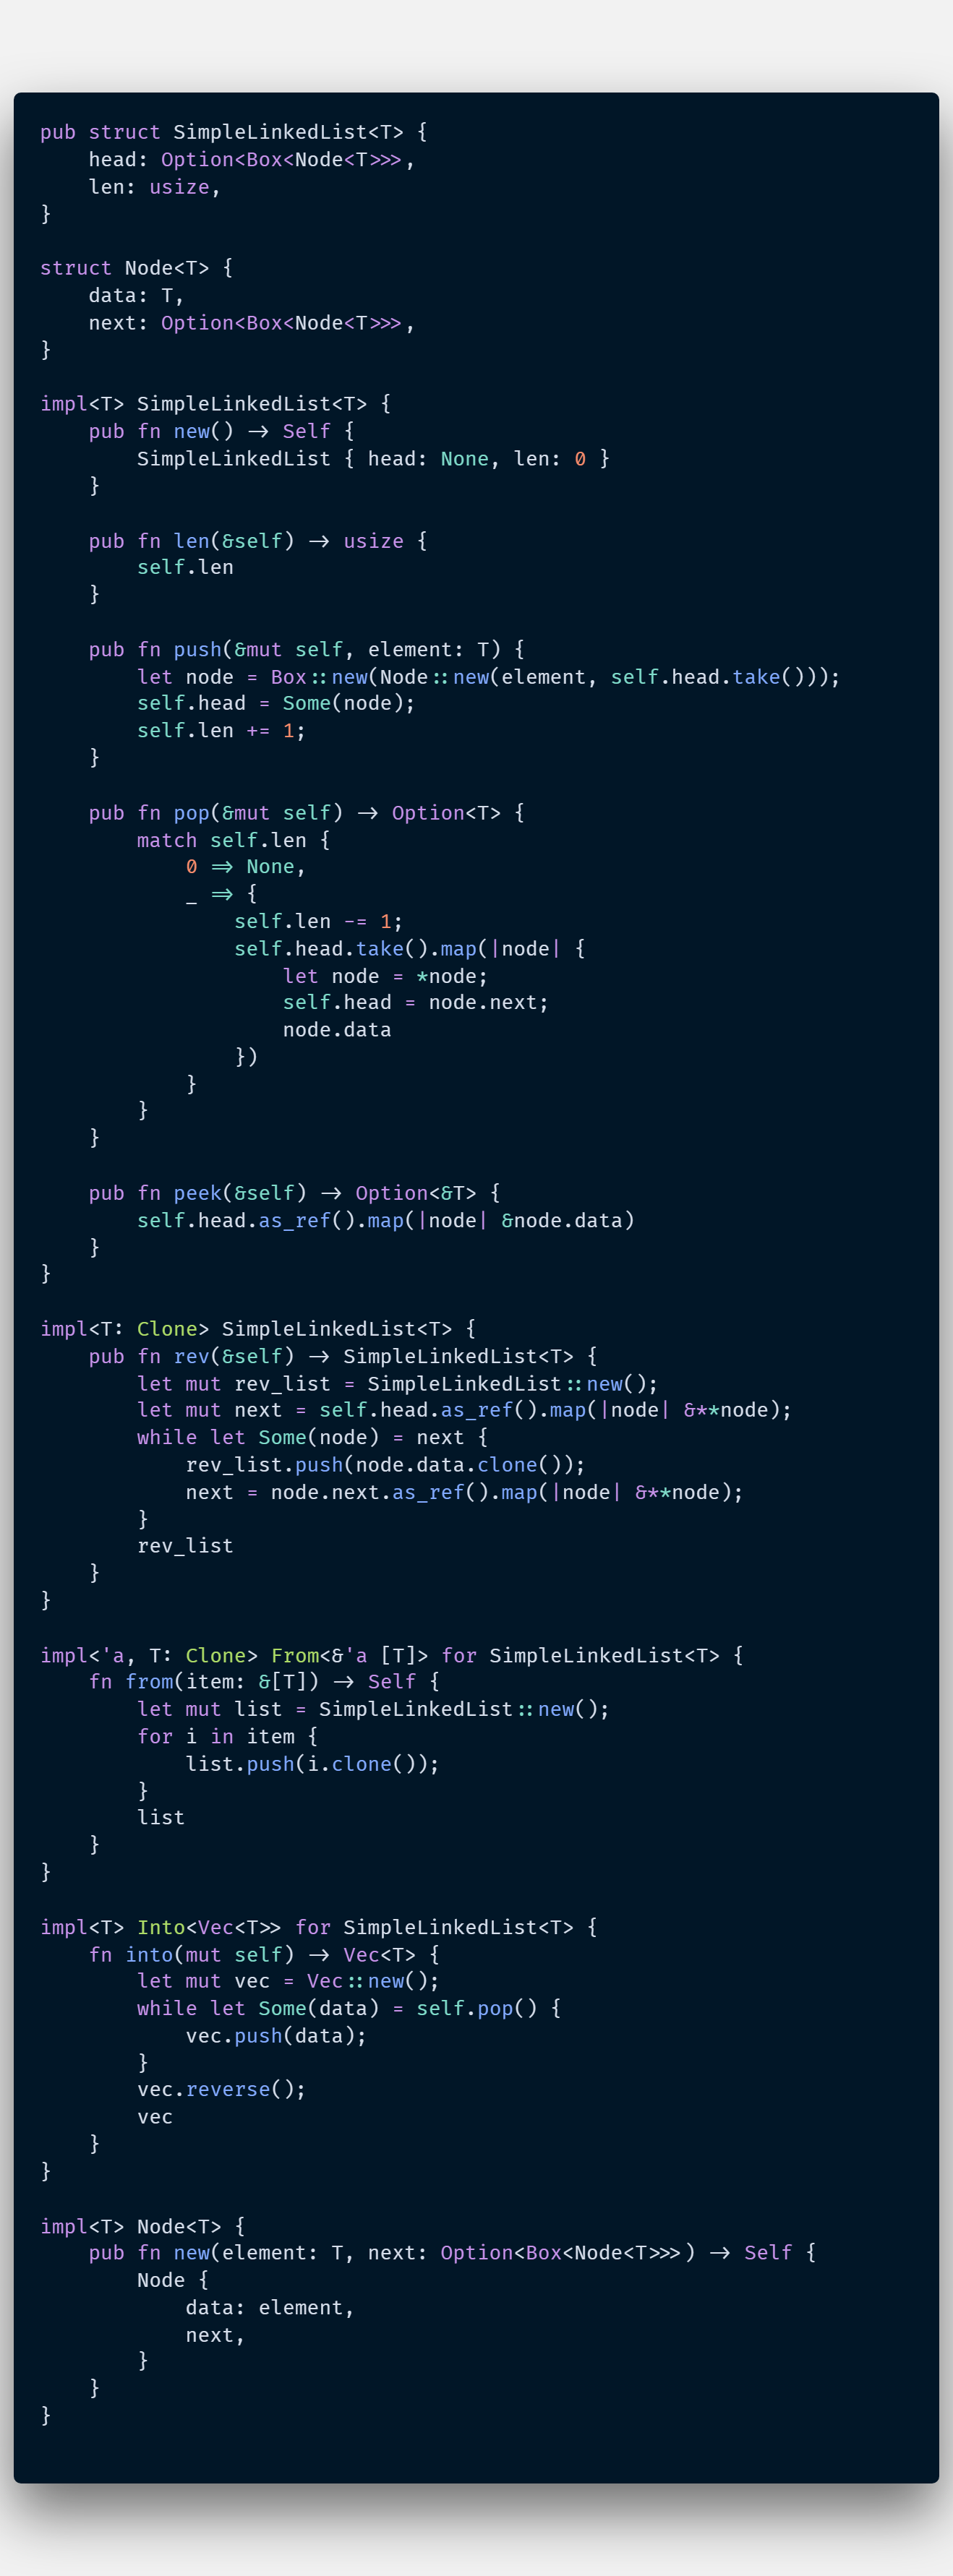 pub struct SimpleLinkedList<T> {
    head: Option<Box<Node<T>>>,
    len: usize,
}

struct Node<T> {
    data: T,
    next: Option<Box<Node<T>>>,
}

impl<T> SimpleLinkedList<T> {
    pub fn new() -> Self {
        SimpleLinkedList { head: None, len: 0 }
    }

    pub fn len(&self) -> usize {
        self.len
    }

    pub fn push(&mut self, element: T) {
        let node = Box::new(Node::new(element, self.head.take()));
        self.head = Some(node);
        self.len += 1;
    }

    pub fn pop(&mut self) -> Option<T> {
        match self.len {
            0 => None,
            _ => {
                self.len -= 1;
                self.head.take().map(|node| {
                    let node = *node;
                    self.head = node.next;
                    node.data
                })
            }
        }
    }

    pub fn peek(&self) -> Option<&T> {
        self.head.as_ref().map(|node| &node.data)
    }
}

impl<T: Clone> SimpleLinkedList<T> {
    pub fn rev(&self) -> SimpleLinkedList<T> {
        let mut rev_list = SimpleLinkedList::new();
        let mut next = self.head.as_ref().map(|node| &**node);
        while let Some(node) = next {
            rev_list.push(node.data.clone());
            next = node.next.as_ref().map(|node| &**node);
        }
        rev_list
    }
}

impl<'a, T: Clone> From<&'a [T]> for SimpleLinkedList<T> {
    fn from(item: &[T]) -> Self {
        let mut list = SimpleLinkedList::new();
        for i in item {
            list.push(i.clone());
        }
        list
    }
}

impl<T> Into<Vec<T>> for SimpleLinkedList<T> {
    fn into(mut self) -> Vec<T> {
        let mut vec = Vec::new();
        while let Some(data) = self.pop() {
            vec.push(data);
        }
        vec.reverse();
        vec
    }
}

impl<T> Node<T> {
    pub fn new(element: T, next: Option<Box<Node<T>>>) -> Self {
        Node {
            data: element,
            next,
        }
    }
}